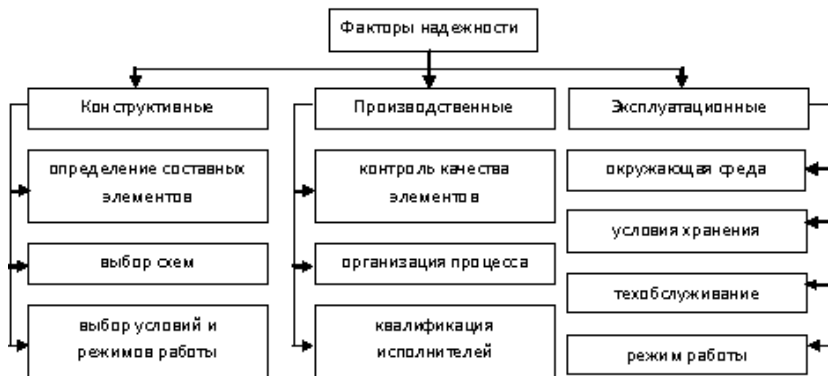 Факторы надежности
Конструктивные
Производственные
Эксплуатационные
определение составных
элементов
контроль качества
элементов
окружающая среда
условия хранения
выбор схем
организация процесса
техобслуживание
выбор условий и
режимов работы
квалификация
исполнителей
режим работы